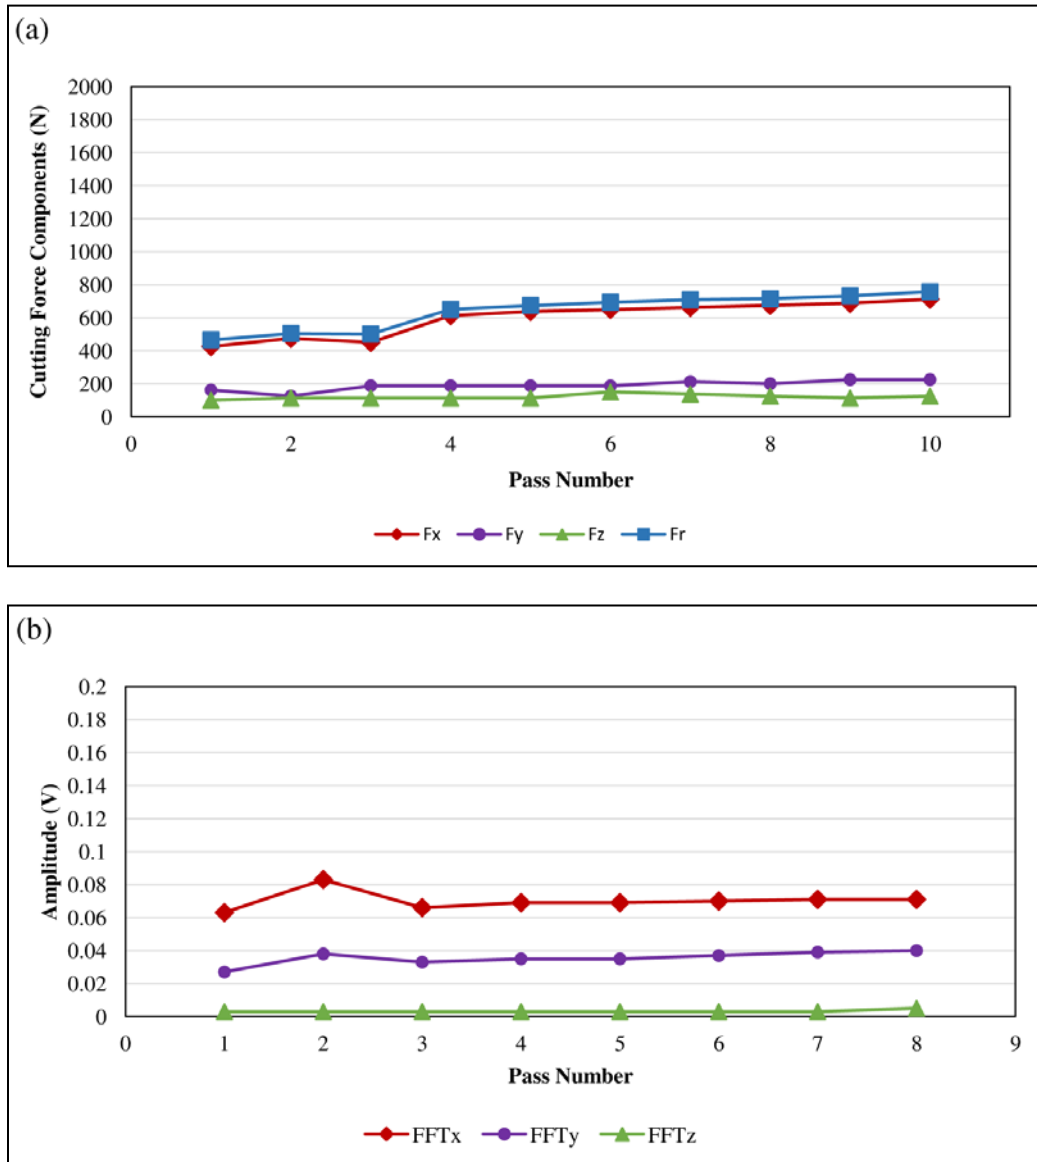 (a)
Cutting Force Components (N)
2000
1800
1600
1400
1200
1000
800
600
400
200
0
0 2 4 6 8 10
Pass Number
Fx Fy Fz Fr
(b)
Amplitude (V)
0.2
0.18
0.16
0.14
0.12
0.1
0.08
0.06
0.04
0.02
0
0 1 2 3 4 5 6 7 8 9
Pass Number
FFTx FFTy FFTz